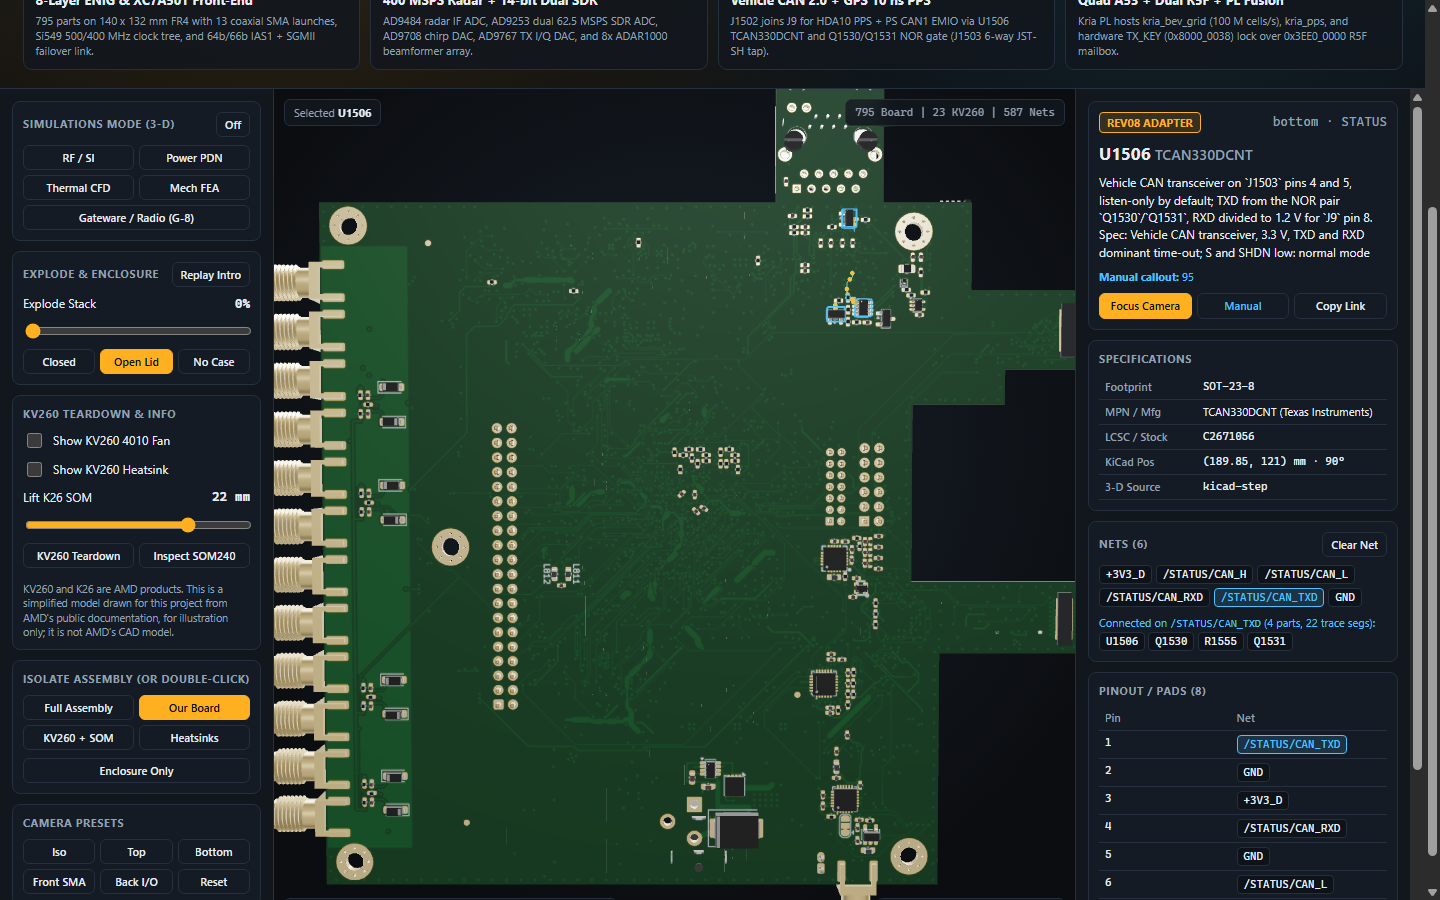 8-Layer ENIG & XC7A50T Front-End
795 parts on 140 x 132 mm FR4 with 13 coaxial SMA launches,
Si549 500/400 MHz clock tree, and 64b/66b IAS1 + SGMII
failover link.
400 MSPS Radar + 14-bit Dual SDR
AD9484 radar IF ADC, AD9253 dual 62.5 MSPS SDR ADC,
AD9708 chirp DAC, AD9767 TX I/Q DAC, and 8x ADAR1000
beamformer array.
Vehicle CAN 2.0 + GPS 10 ns PPS
J1502 joins J9 for HDA10 PPS + PS CAN1 EMIO via U1506
TCAN330DCNT and Q1530/Q1531 NOR gate (J1503 6-way JST-
SH tap).
Quad A53 + Dual R5F + PL Fusion
Kria PL hosts kria_bev_grid (100 M cells/s), kria_pps, and
hardware TX_KEY (0x8000_0038) lock over 0x3EE0_0000 R5F
mailbox.
SIMULATIONS MODE (3-D)
Off
RF / SI
Power PDN
Thermal CFD
Mech FEA
Gateware / Radio (G-8)
EXPLODE & ENCLOSURE
Replay Intro
Explode Stack
0%
Closed
Open Lid
No Case
KV260 TEARDOWN & INFO
Show KV260 4010 Fan
Show KV260 Heatsink
Lift K26 SOM
22 mm
KV260 Teardown
Inspect SOM240
KV260 and K26 are AMD products. This is a
simplified model drawn for this project from
AMD's public documentation, for illustration
only; it is not AMD's CAD model.
ISOLATE ASSEMBLY (OR DOUBLE-CLICK)
Full Assembly
Our Board
KV260 + SOM
Heatsinks
Enclosure Only
CAMERA PRESETS
Iso
Top
Bottom
Front SMA
Back I/O
Reset
Selected U1506
795 Board | 23 KV260 | 587 Nets
L812
L811
REV08 ADAPTER
bottom · STATUS
U1506 TCAN330DCNT
Vehicle CAN transceiver on `J1503` pins 4 and 5,
listen-only by default; TXD from the NOR pair
`Q1530`/`Q1531`, RXD divided to 1.2 V for `J9` pin 8.
Spec: Vehicle CAN transceiver, 3.3 V, TXD and RXD
dominant time-out; S and SHDN low: normal mode
Manual callout: 95
Focus Camera
Manual
Copy Link
SPECIFICATIONS
Footprint
SOT-23-8
MPN / Mfg
TCAN330DCNT (Texas Instruments)
LCSC / Stock
C2671056
KiCad Pos
(189.85, 121) mm · 90°
3-D Source
kicad-step
NETS (6)
Clear Net
+3V3_D
/STATUS/CAN_H
/STATUS/CAN_L
/STATUS/CAN_RXD
/STATUS/CAN_TXD
GND
Connected on /STATUS/CAN_TXD (4 parts, 22 trace segs):
U1506
Q1530
R1555
Q1531
PINOUT / PADS (8)
Pin
Net
1
/STATUS/CAN_TXD
2
GND
3
+3V3_D
4
/STATUS/CAN_RXD
5
GND
6
/STATUS/CAN_L